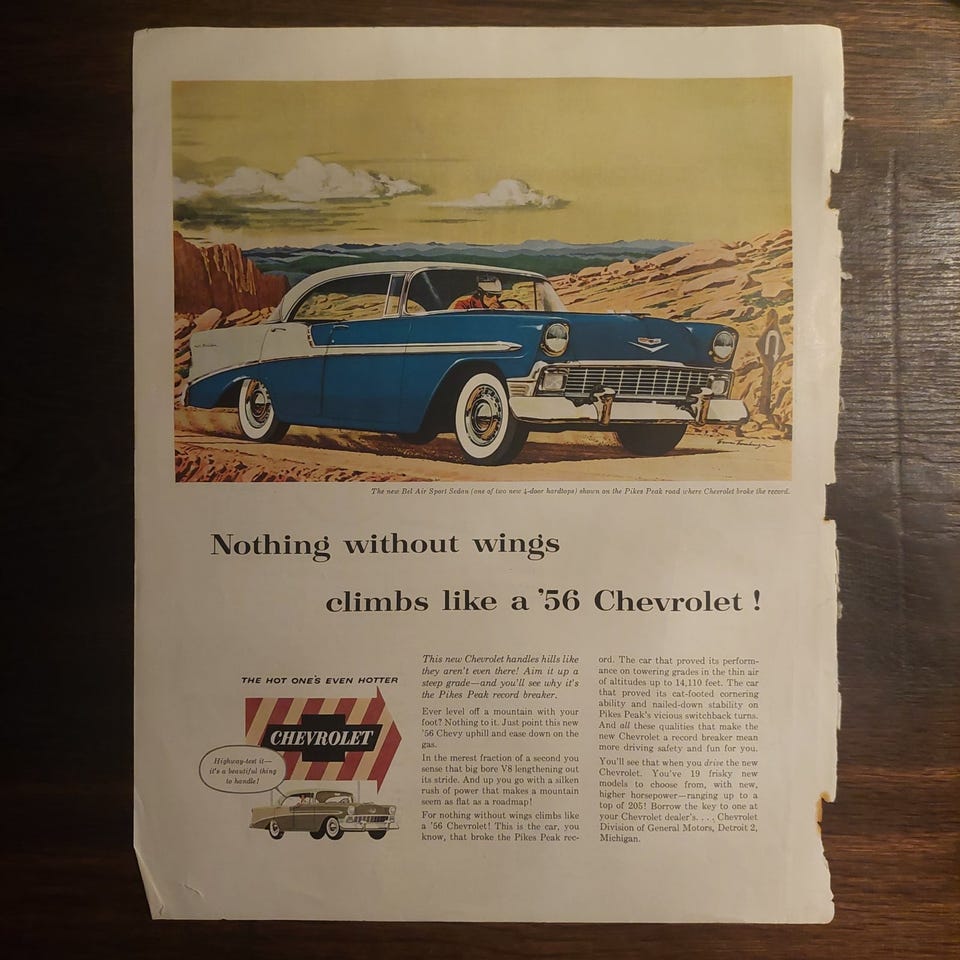 The new Bel Air Sport Sedan (one of two new 4-door hardtops) shown on the Pikes Peak road where Chevrolet broke the record.
Nothing without wings
climbs like a '56 Chevrolet!
THE HOT ONE'S EVEN HOTTER
CHEVROLET
Highway-test it—
it's a beautiful thing
to handle!
This new Chevrolet handles hills like
they aren't even there! Aim it up a
steep grade—and you'll see why it's
the Pikes Peak record breaker.
Ever level off a mountain with your
foot? Nothing to it. Just point this new
'56 Chevy uphill and ease down on the
gas.
In the merest fraction of a second you
sense that big bore V8 lengthening out
its stride. And up you go with a silken
rush of power that makes a mountain
seem as flat as a roadmap!
For nothing without wings climbs like
a '56 Chevrolet! This is the car, you
know, that broke the Pikes Peak rec-
ord. The car that proved its perform-
ance on towering grades in the thin air
of altitudes up to 14,110 feet. The car
that proved its cat-footed cornering
ability and nailed-down stability on
Pikes Peak's vicious switchback turns.
And all these qualities that make the
new Chevrolet a record breaker mean
more driving safety and fun for you.
You'll see that when you drive the new
Chevrolet. You've 19 frisky new
models to choose from, with new,
higher horsepower—ranging up to a
top of 205! Borrow the key to one at
your Chevrolet dealer's. . . . Chevrolet
Division of General Motors, Detroit 2,
Michigan.